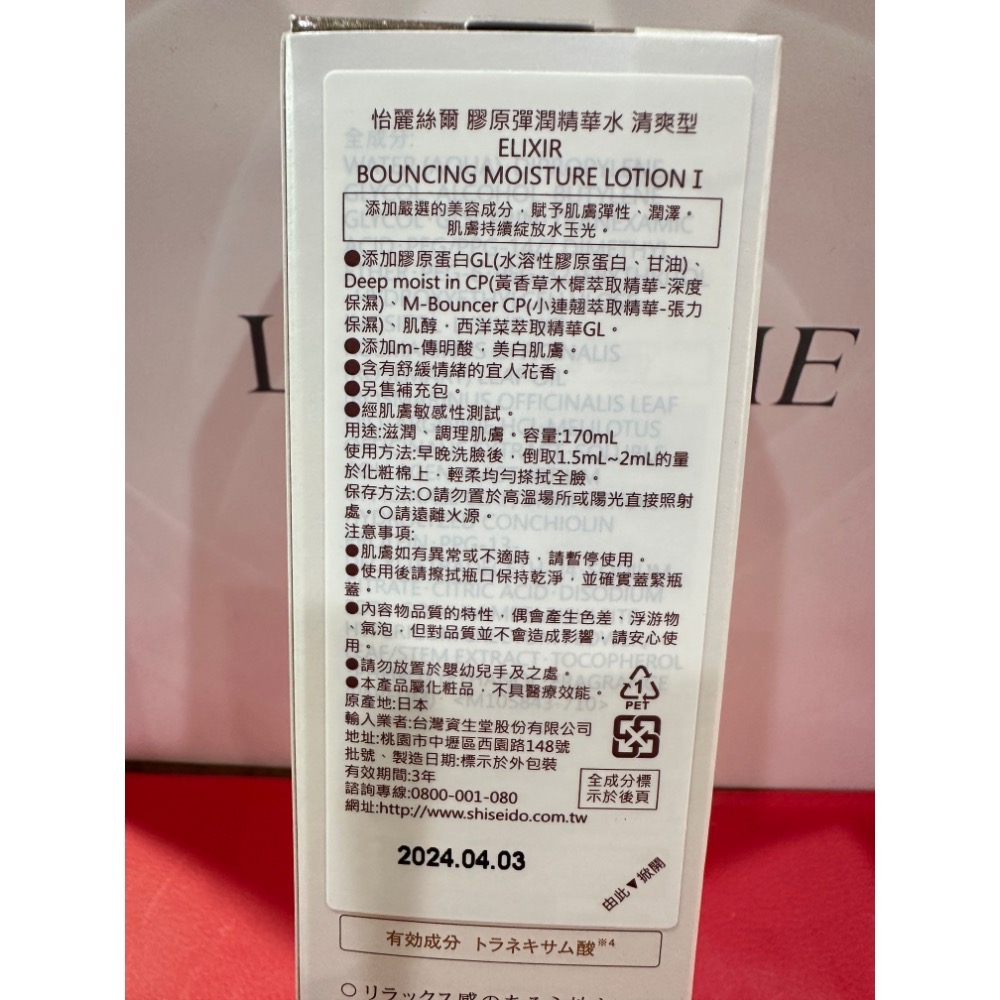 怡麗絲爾 膠原彈潤精華水 清爽型
ELIXIR
BOUNCING MOISTURE LOTION I
添加嚴選的美容成分，賦予肌膚彈性、潤澤。
肌膚持續綻放水玉光。
●添加膠原蛋白GL(水溶性膠原蛋白、甘油)、
Deep moist in CP(黃香草木樨萃取精華-深度
保濕)、M-Bouncer CP(小連翹萃取精華-張力
保濕)、肌醇，西洋菜萃取精華GL。
●添加m-傳明酸，美白肌膚。
●含有舒緩情緒的宜人花香。
●另售補充包。
●經肌膚敏感性測試。
用途:滋潤、調理肌膚。容量:170mL
使用方法:早晚洗臉後，倒取1.5mL~2mL的量
於化粧棉上，輕柔均勻搽拭全臉。
保存方法:○請勿置於高溫場所或陽光直接照射
處。○請遠離火源。
注意事項:
●肌膚如有異常或不適時，請暫停使用。
●使用後請擦拭瓶口保持乾淨，並確實蓋緊瓶
蓋。
●內容物品質的特性，偶會產生色差、浮游物
、氣泡，但對品質並不會造成影響，請安心使
用。
●請勿放置於嬰幼兒手及之處。
●本產品屬化粧品，不具醫療效能。
1
PET
原產地:日本
輸入業者:台灣資生堂股份有限公司
地址:桃園市中壢區西園路148號
批號、製造日期:標示於外包裝
有效期間:3年
全成分標
示於後頁
諮詢專線:0800-001-080
網址:http://www.shiseido.com.tw
2024.04.03
由此▼掀開
有効成分 トラネキサム酸※4